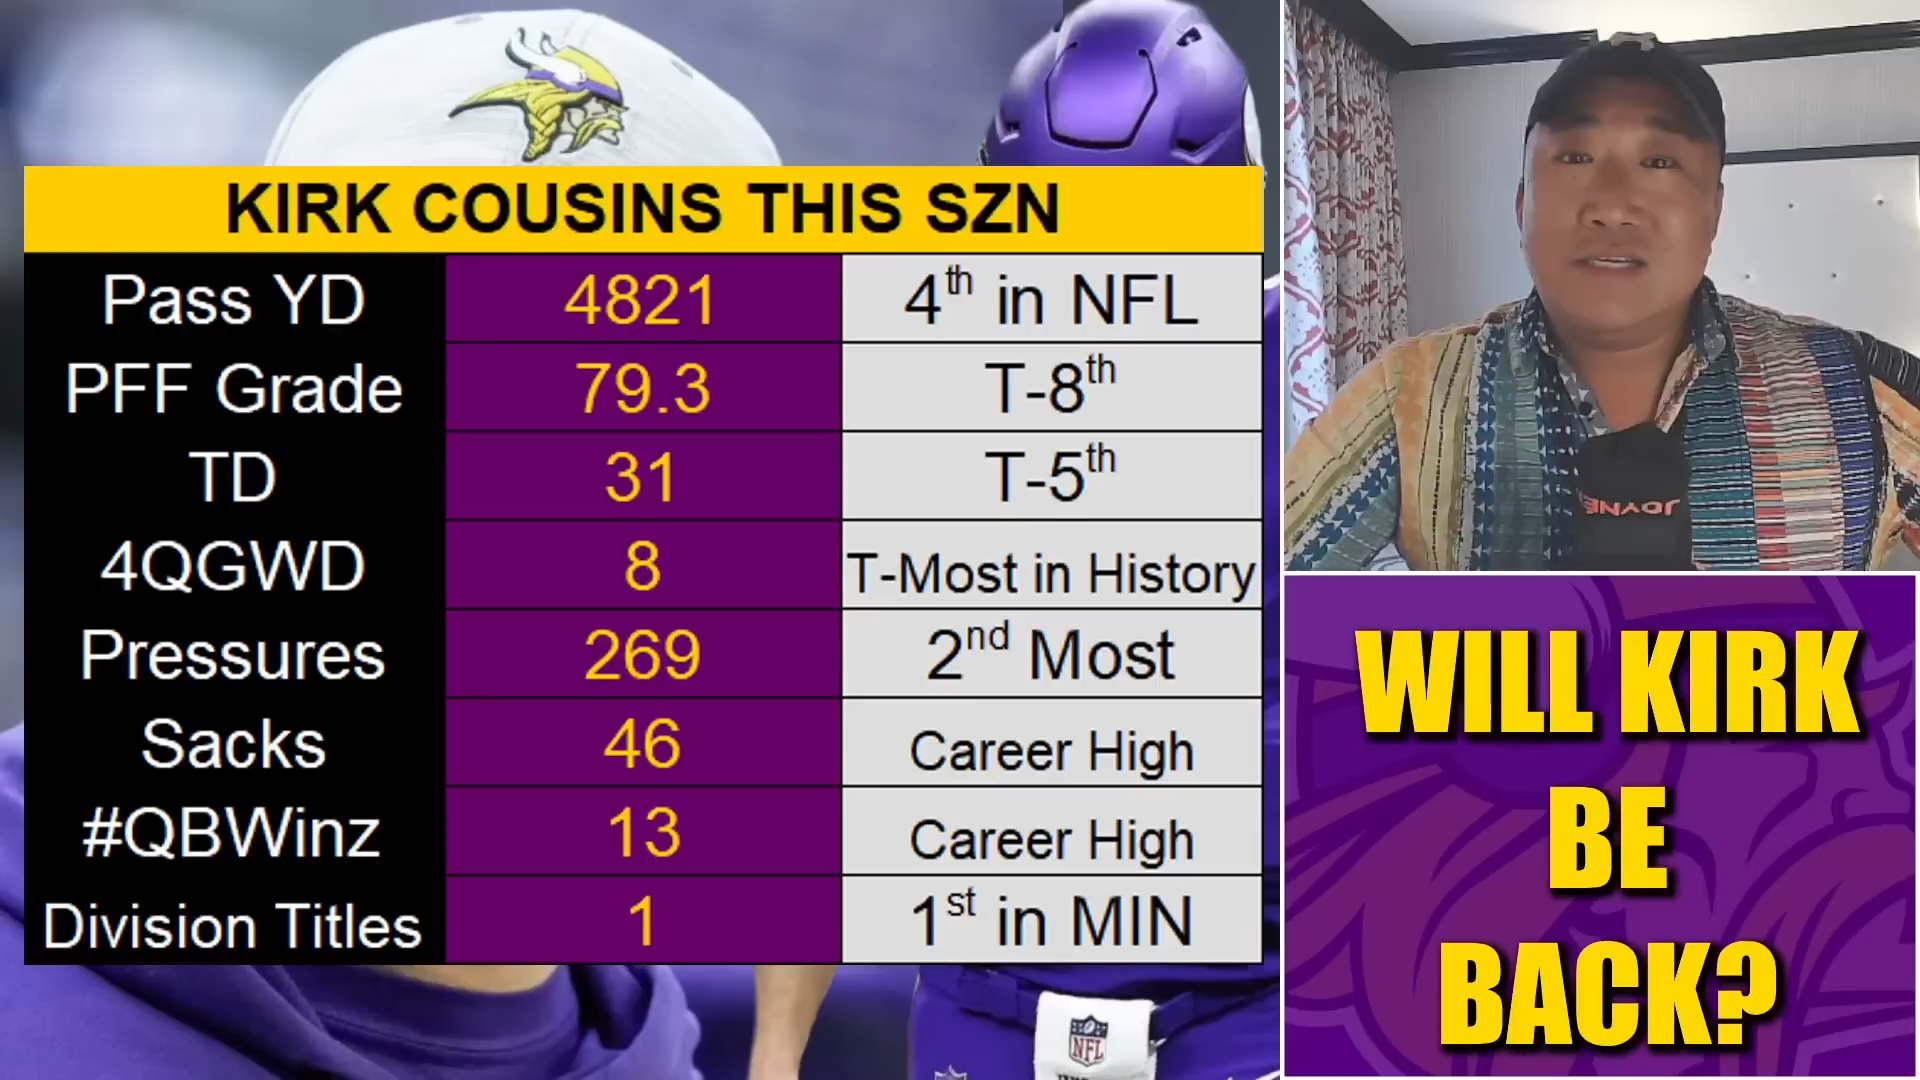 KIRK COUSINS THIS SZN
Pass YD 4821 4th in NFL
PFF Grade 79.3 T-8th
TD 31 T-5th
4QGWD 8 T-Most in History
Pressures 269 2nd Most
Sacks 46 Career High
#QBWinz 13 Career High
Division Titles 1 1st in MIN
NFL
JOYNE
WILL KIRK
BE
BACK?